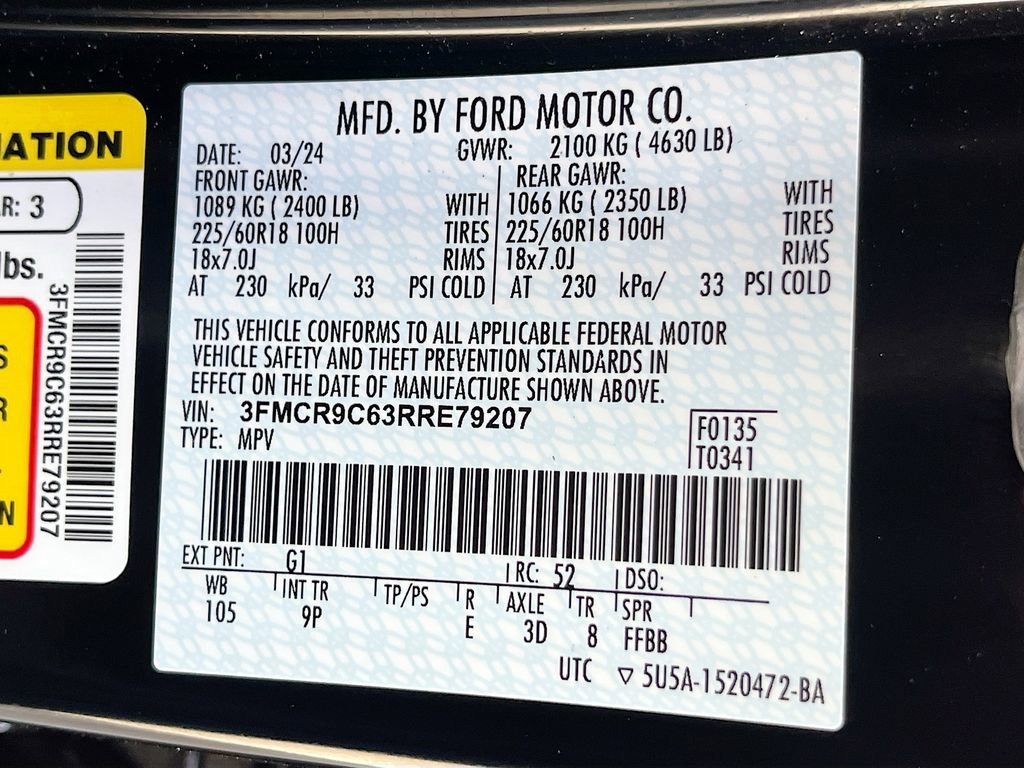 MATION
R: 3
lbs.
3FMCR9C63RRE79207
S
R
N
MFD. BY FORD MOTOR CO.
DATE: 03/24 GVWR: 2100 KG ( 4630 LB)
FRONT GAWR: REAR GAWR:
1089 KG ( 2400 LB) WITH 1066 KG ( 2350 LB) WITH
225/60R18 100H TIRES 225/60R18 100H TIRES
18x7.0J RIMS 18x7.0J RIMS
AT 230 kPa/ 33 PSI COLD AT 230 kPa/ 33 PSI COLD
THIS VEHICLE CONFORMS TO ALL APPLICABLE FEDERAL MOTOR
VEHICLE SAFETY AND THEFT PREVENTION STANDARDS IN
EFFECT ON THE DATE OF MANUFACTURE SHOWN ABOVE.
VIN: 3FMCR9C63RRE79207
TYPE: MPV
F0135
T0341
EXT PNT: G1 RC: 52 DSO:
WB INT TR TP/PS R AXLE TR SPR
105 9P E 3D 8 FFBB
UTC ▽ 5U5A-1520472-BA